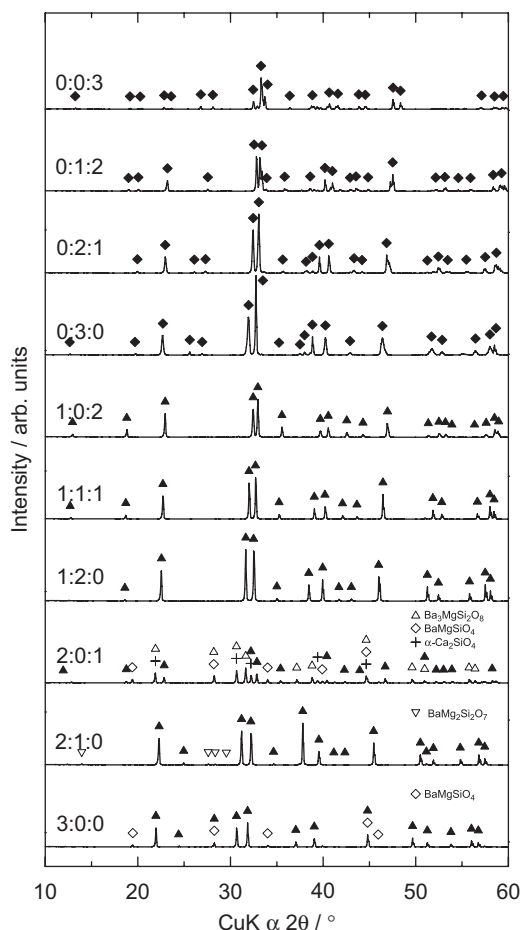 0:0:3
0:1:2
0:2:1
0:3:0
1:0:2
1:1:1
1:2:0
Ba₃MgSi₂O₈
BaMgSiO₄
α-Ca₂SiO₄
2:0:1
BaMg₂Si₂O₇
2:1:0
BaMgSiO₄
3:0:0
10 20 30 40 50 60
CuK α 2θ / °
Intensity / arb. units